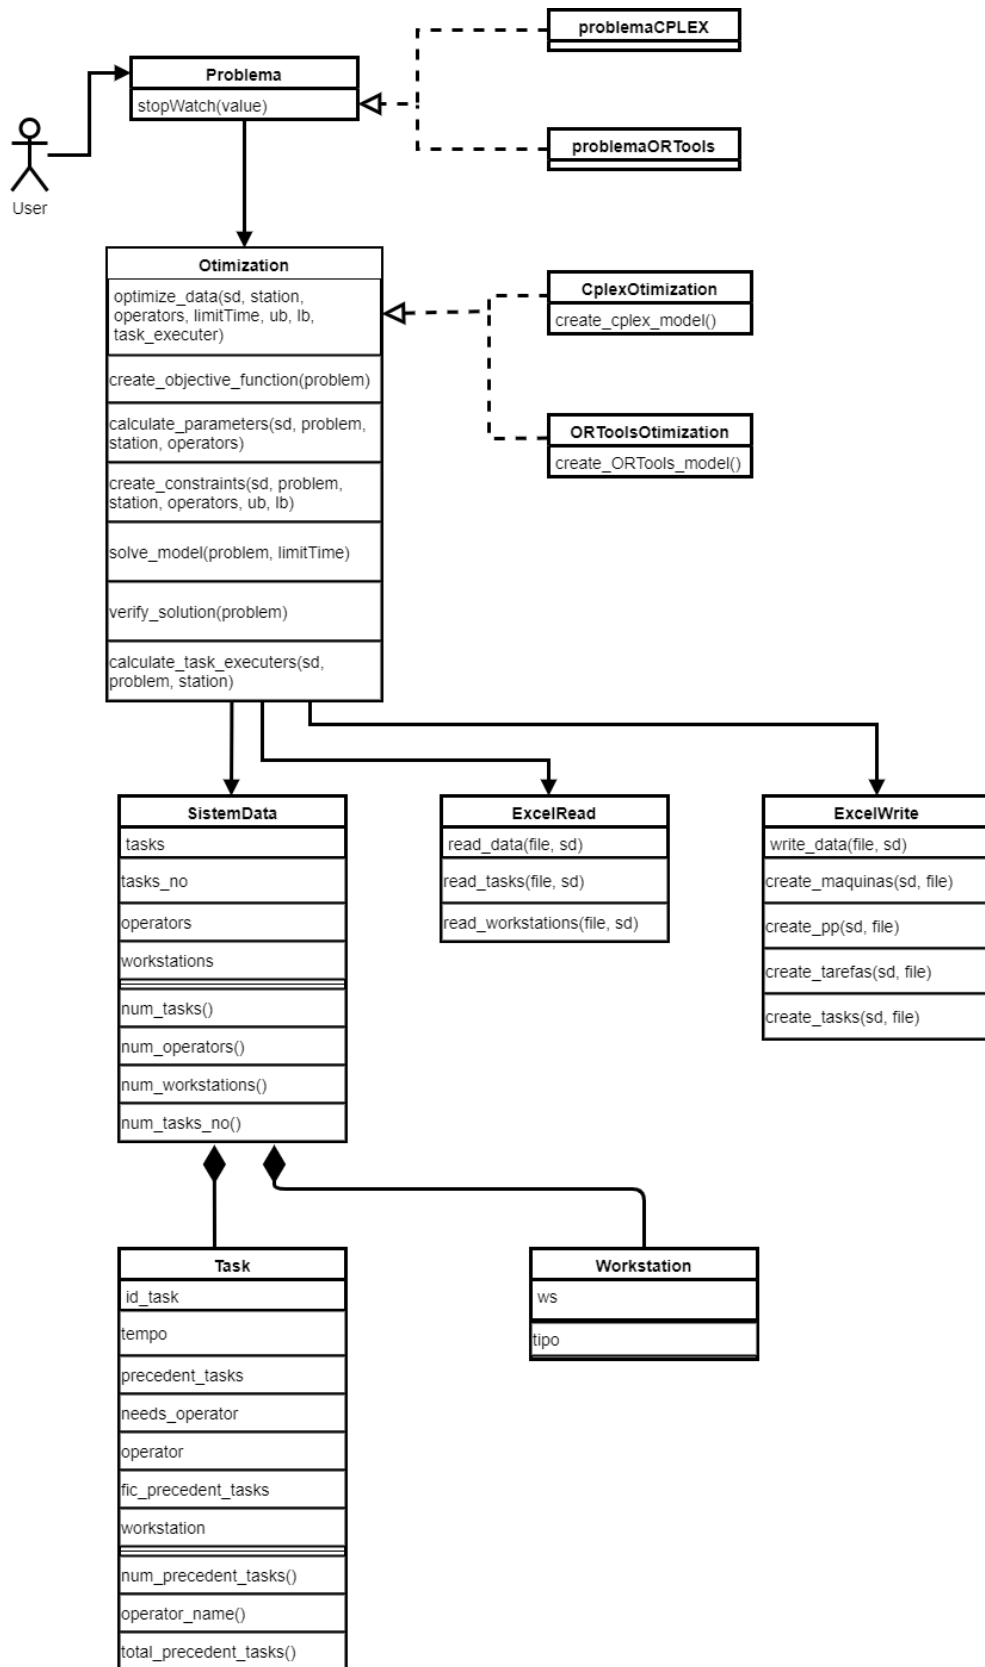 problemaCPLEX
Problema
stopWatch(value)
problemaORTools
User
Otimization
optimize_data(sd, station,
operators, limitTime, ub, lb,
task_executer)
create_objective_function(problem)
calculate_parameters(sd, problem,
station, operators)
create_constraints(sd, problem,
station, operators, ub, lb)
solve_model(problem, limitTime)
verify_solution(problem)
calculate_task_executers(sd,
problem, station)
CplexOtimization
create_cplex_model()
ORToolsOtimization
create_ORTools_model()
SistemData
tasks
tasks_no
operators
workstations
num_tasks()
num_operators()
num_workstations()
num_tasks_no()
ExcelRead
read_data(file, sd)
read_tasks(file, sd)
read_workstations(file, sd)
ExcelWrite
write_data(file, sd)
create_maquinas(sd, file)
create_pp(sd, file)
create_tarefas(sd, file)
create_tasks(sd, file)
Task
id_task
tempo
precedent_tasks
needs_operator
operator
fic_precedent_tasks
workstation
num_precedent_tasks()
operator_name()
total_precedent_tasks()
Workstation
ws
tipo